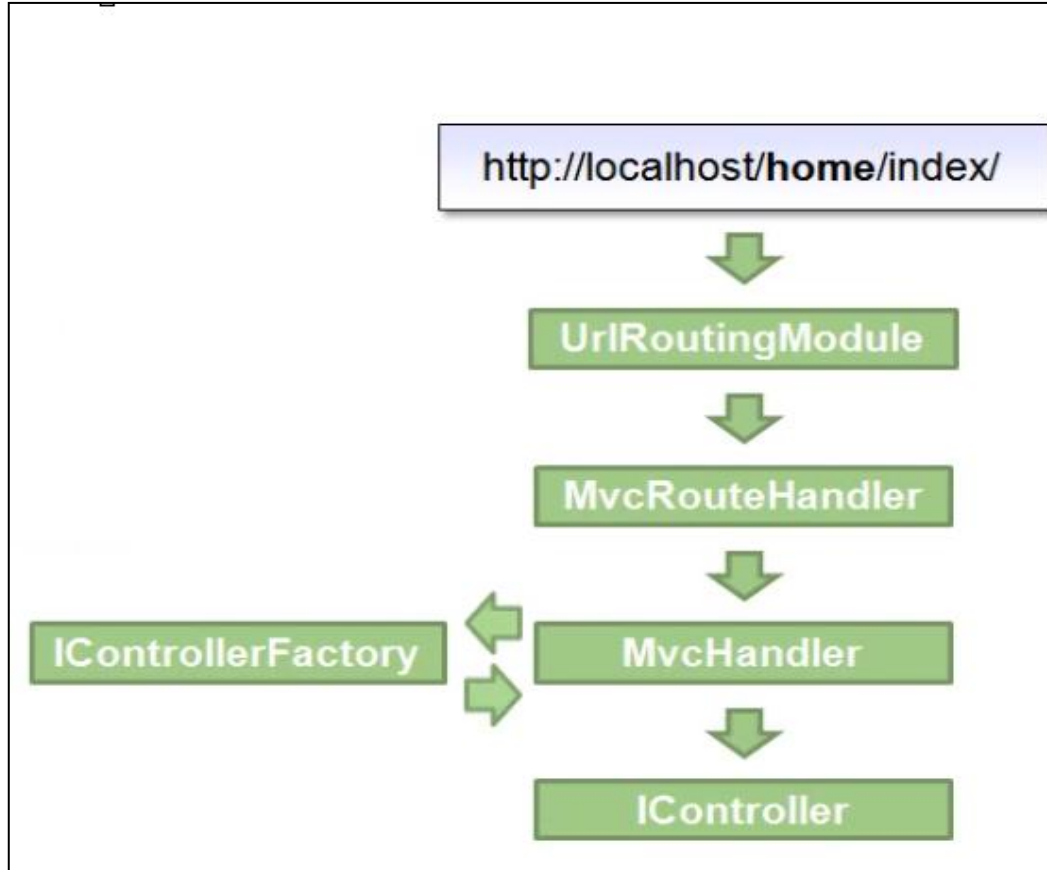 http://localhost/home/index/
UrlRoutingModule
MvcRouteHandler
IControllerFactory
MvcHandler
IController